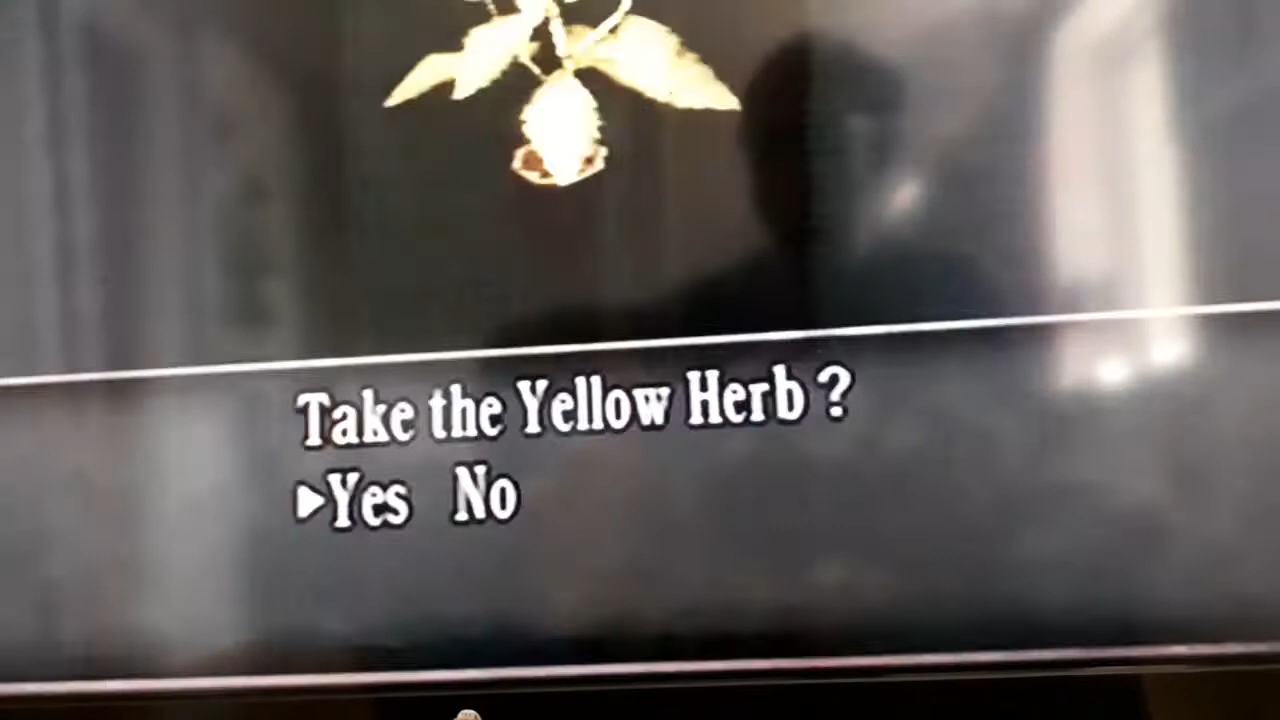 Take the Yellow Herb ?
▶Yes No